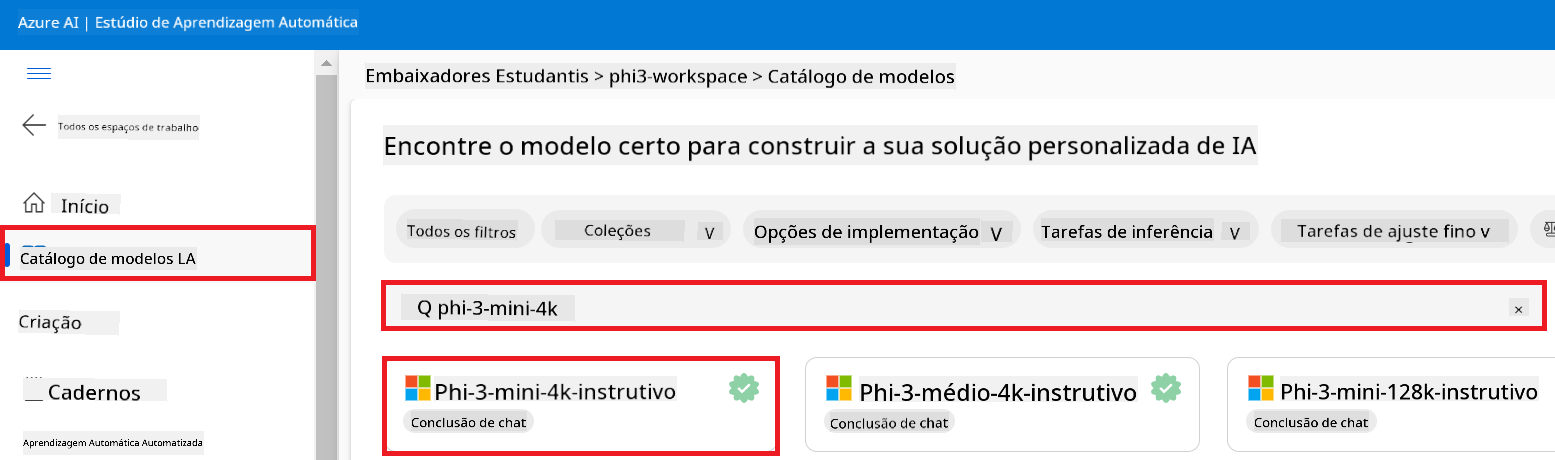 Azure AI | Estúdio de Aprendizagem Automática
Embaixadores Estudantis > phi3-workspace > Catálogo de modelos
Todos os espaços de trabalho
Encontre o modelo certo para construir a sua solução personalizada de IA
Início
Todos os filtros
Coleções v
Opções de implementação v
Tarefas de inferência v
Tarefas de ajuste fino v
Catálogo de modelos LA
Q phi-3-mini-4k
×
Criação
Cadernos
Aprendizagem Automática Automatizada
Phi-3-mini-4k-instrutivo
Conclusão de chat
Phi-3-médio-4k-instrutivo
Conclusão de chat
Phi-3-mini-128k-instrutivo
Conclusão de chat